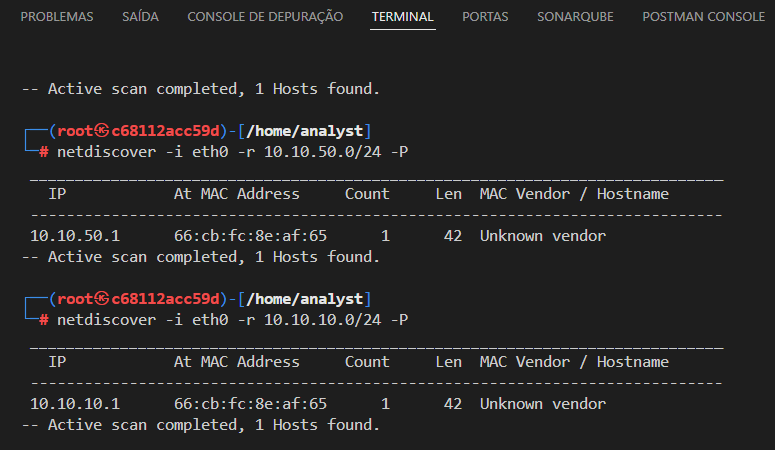 PROBLEMAS SAÍDA CONSOLE DE DEPURAÇÃO TERMINAL PORTAS SONARQUBE POSTMAN CONSOLE
-- Active scan completed, 1 Hosts found.
┌──(root㉿c68112acc59d)-[/home/analyst]
└─# netdiscover -i eth0 -r 10.10.50.0/24 -P
_____________________________________________________________________________
IP At MAC Address Count Len MAC Vendor / Hostname
-----------------------------------------------------------------------------
10.10.50.1 66:cb:fc:8e:af:65 1 42 Unknown vendor
-- Active scan completed, 1 Hosts found.
┌──(root㉿c68112acc59d)-[/home/analyst]
└─# netdiscover -i eth0 -r 10.10.10.0/24 -P
_____________________________________________________________________________
IP At MAC Address Count Len MAC Vendor / Hostname
-----------------------------------------------------------------------------
10.10.10.1 66:cb:fc:8e:af:65 1 42 Unknown vendor
-- Active scan completed, 1 Hosts found.